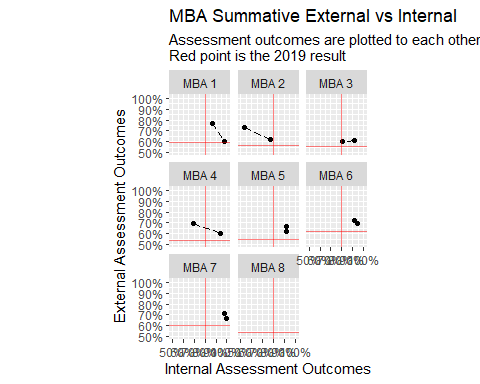 MBA Summative External vs Internal
Assessment outcomes are plotted to each other
Red point is the 2019 result
MBA 1 MBA 2 MBA 3
100%
90%
80%
70%
60%
50%
MBA 4 MBA 5 MBA 6
100%
90%
80%
70%
60%
50%
MBA 7 MBA 8
100%
90%
80%
70%
60%
50%
External Assessment Outcomes
Internal Assessment Outcomes